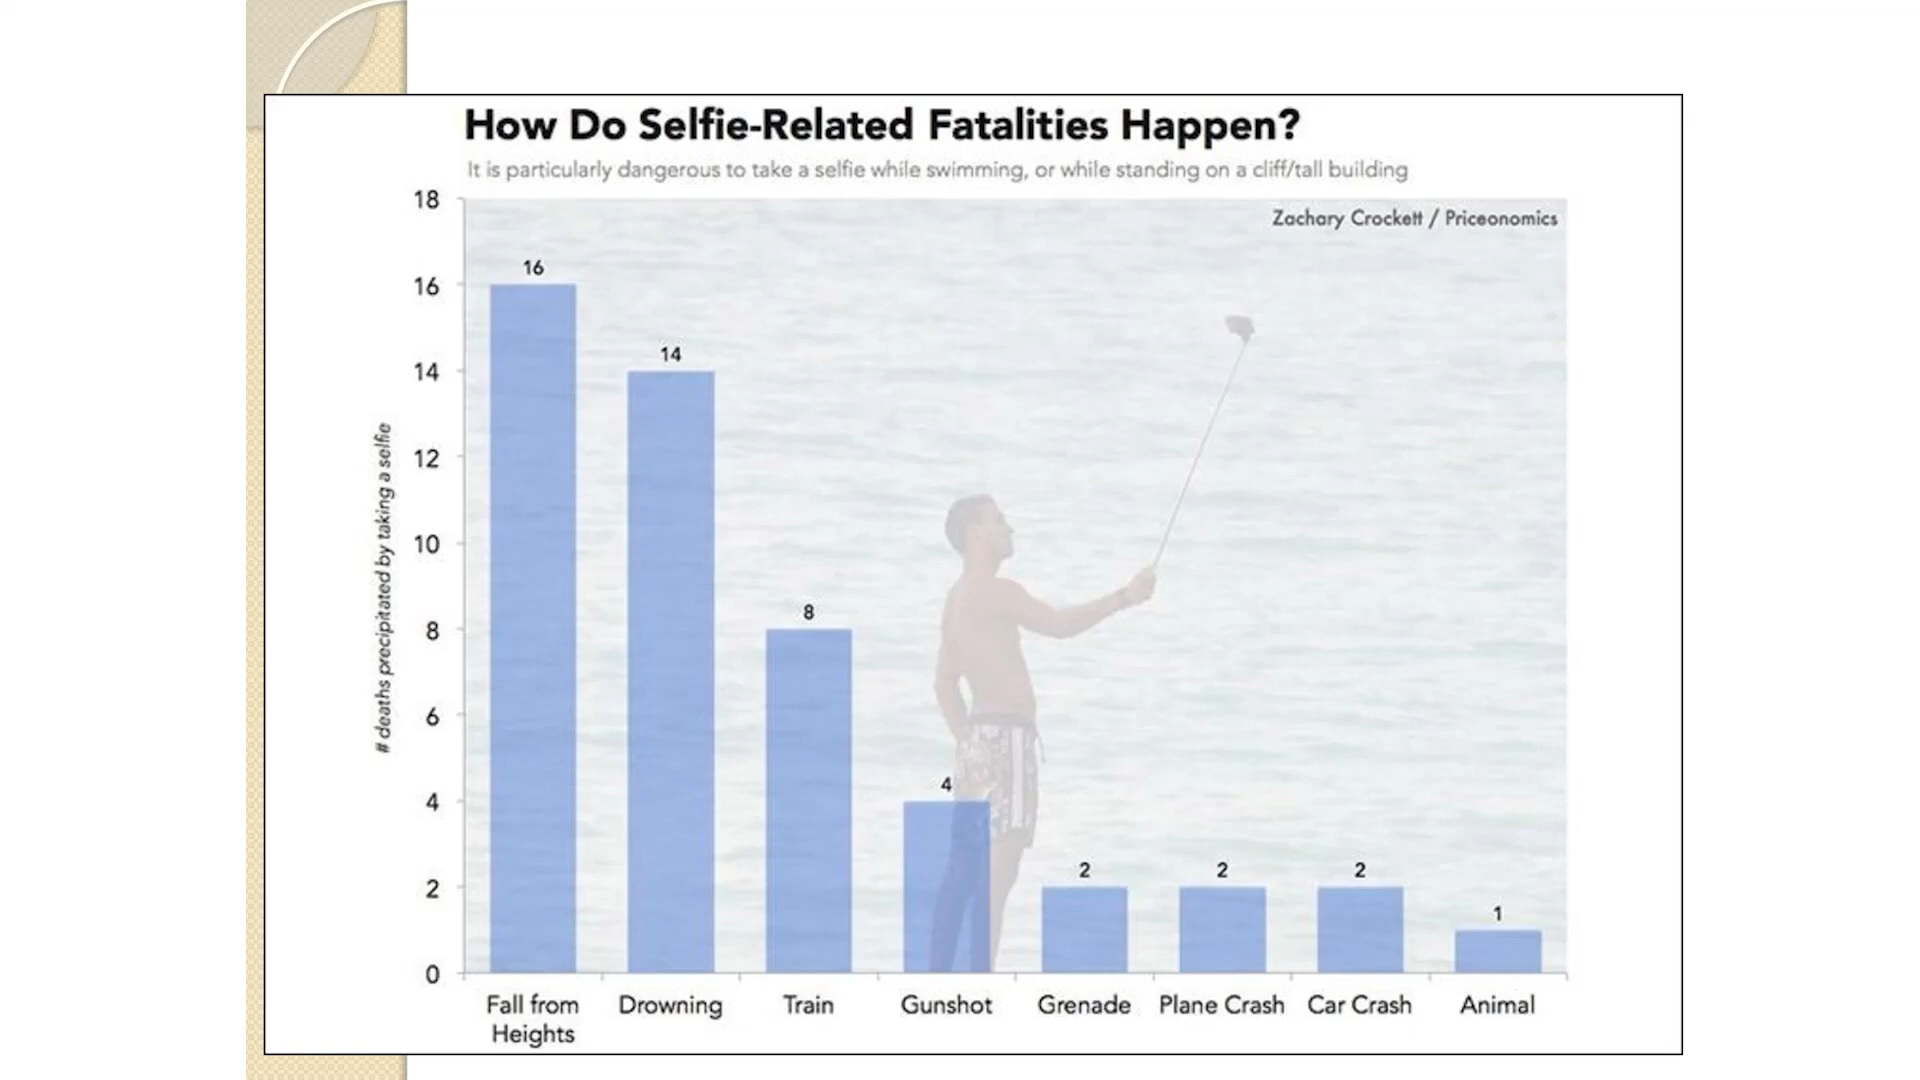 How Do Selfie-Related Fatalities Happen?
It is particularly dangerous to take a selfie while swimming, or while standing on a cliff/tall building
Zachary Crockett / Priceonomics
# deaths precipitated by taking a selfie
18
16
14
12
10
8
6
4
2
0
16
14
8
4
2
2
2
1
Fall from
Heights
Drowning
Train
Gunshot
Grenade
Plane Crash
Car Crash
Animal